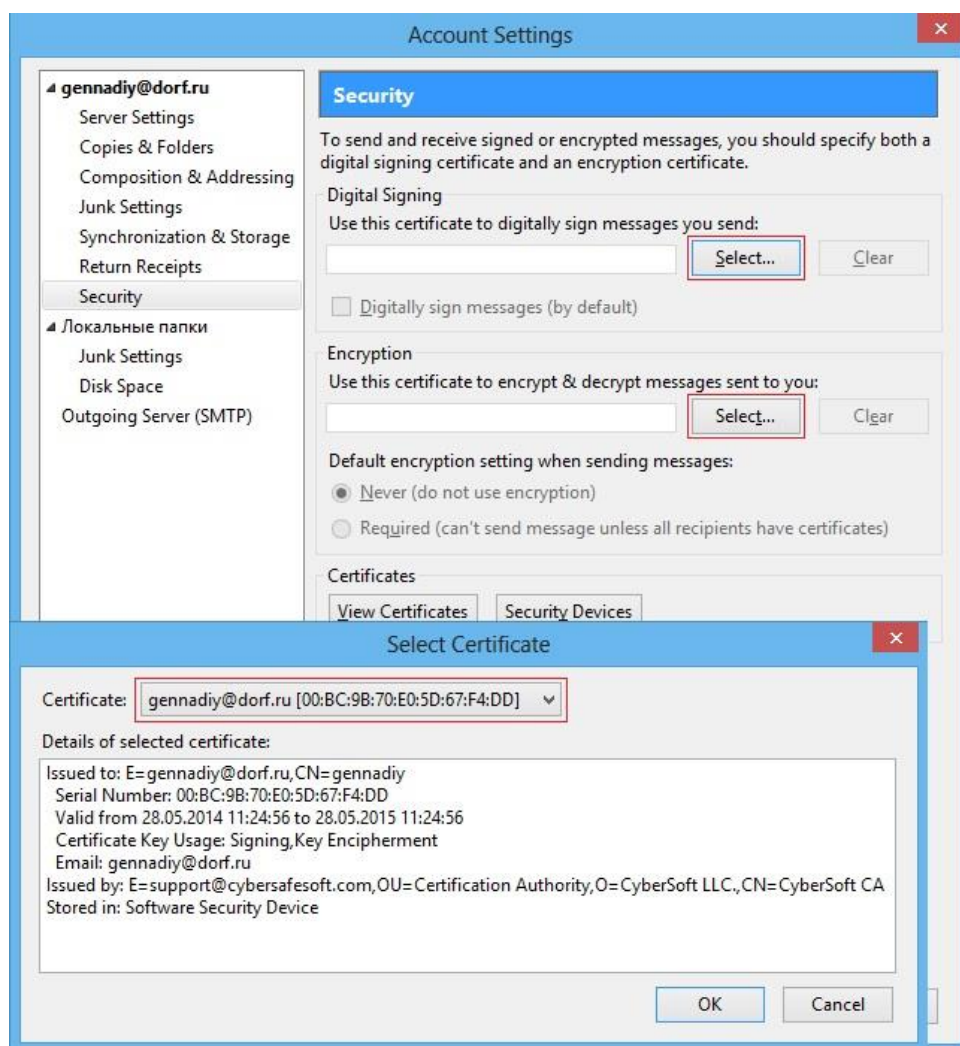 Account Settings
gennadiy@dorf.ru
Server Settings
Copies & Folders
Composition & Addressing
Junk Settings
Synchronization & Storage
Return Receipts
Security
Локальные папки
Junk Settings
Disk Space
Outgoing Server (SMTP)
Security
To send and receive signed or encrypted messages, you should specify both a
digital signing certificate and an encryption certificate.
Digital Signing
Use this certificate to digitally sign messages you send:
Select... Clear
Digitally sign messages (by default)
Encryption
Use this certificate to encrypt & decrypt messages sent to you:
Select... Clear
Default encryption setting when sending messages:
Never (do not use encryption)
Required (can't send message unless all recipients have certificates)
Certificates
View Certificates Security Devices
Select Certificate
Certificate: gennadiy@dorf.ru [00:BC:9B:70:E0:5D:67:F4:DD]
Details of selected certificate:
Issued to: E=gennadiy@dorf.ru,CN=gennadiy
Serial Number: 00:BC:9B:70:E0:5D:67:F4:DD
Valid from 28.05.2014 11:24:56 to 28.05.2015 11:24:56
Certificate Key Usage: Signing,Key Encipherment
Email: gennadiy@dorf.ru
Issued by: E=support@cybersafesoft.com,OU=Certification Authority,O=CyberSoft LLC.,CN=CyberSoft CA
Stored in: Software Security Device
OK Cancel